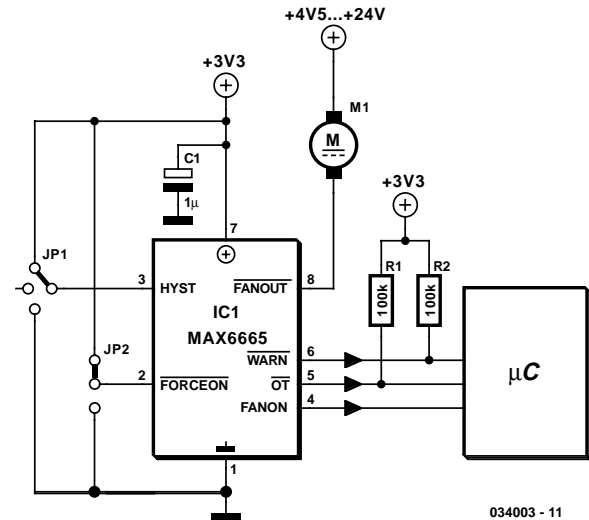 +4V5...+24V
+3V3
M1
M
C1
1µ
+3V3
7
JP1
R1
R2
100k
100k
3
HYST
FANOUT
8
IC1
MAX6665
JP2
WARN
6
µC
2
FORCEON
OT
5
FANON
4
1
034003 - 11